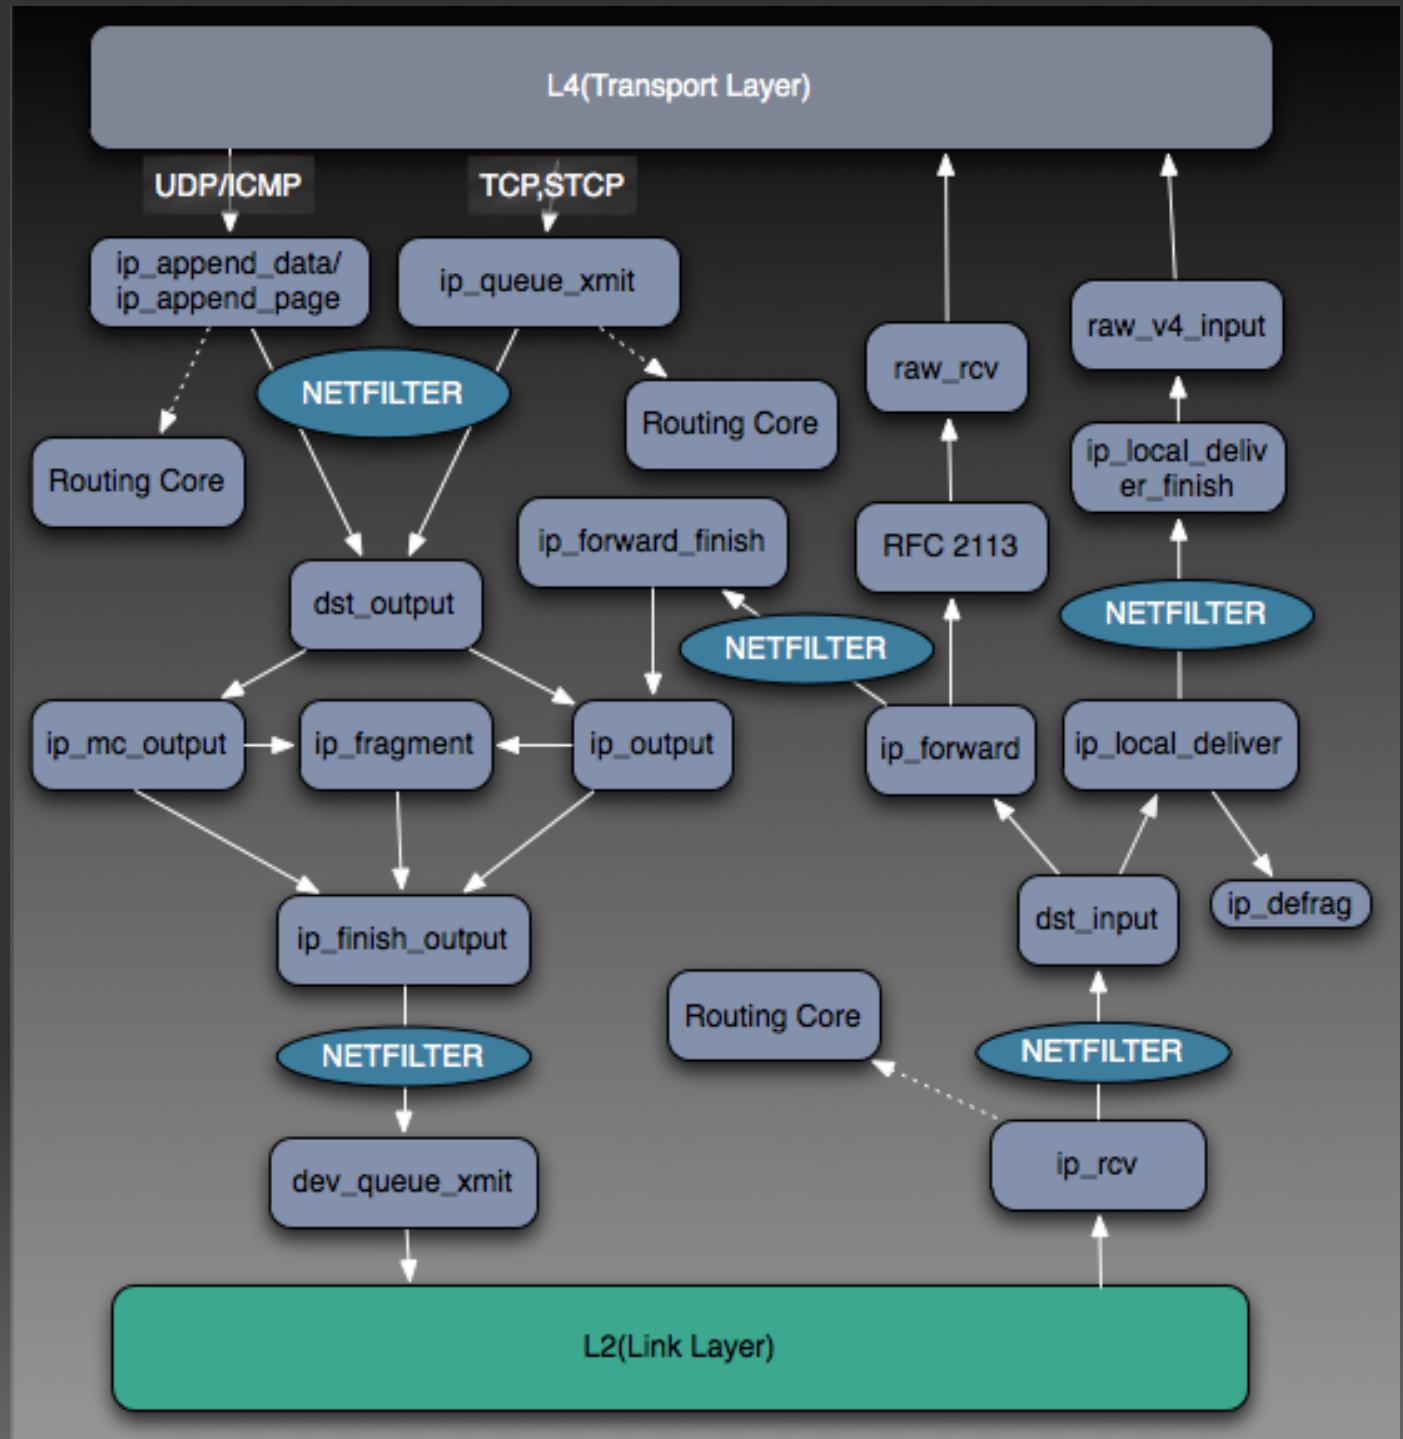 L4(Transport Layer)
UDP/ICMP
TCP,STCP
ip_append_data/
ip_append_page
ip_queue_xmit
NETFILTER
Routing Core
Routing Core
raw_rcv
raw_v4_input
ip_local_deliv
er_finish
ip_forward_finish
RFC 2113
dst_output
NETFILTER
NETFILTER
ip_mc_output
ip_fragment
ip_output
ip_forward
ip_local_deliver
ip_finish_output
dst_input
ip_defrag
Routing Core
NETFILTER
NETFILTER
dev_queue_xmit
ip_rcv
L2(Link Layer)